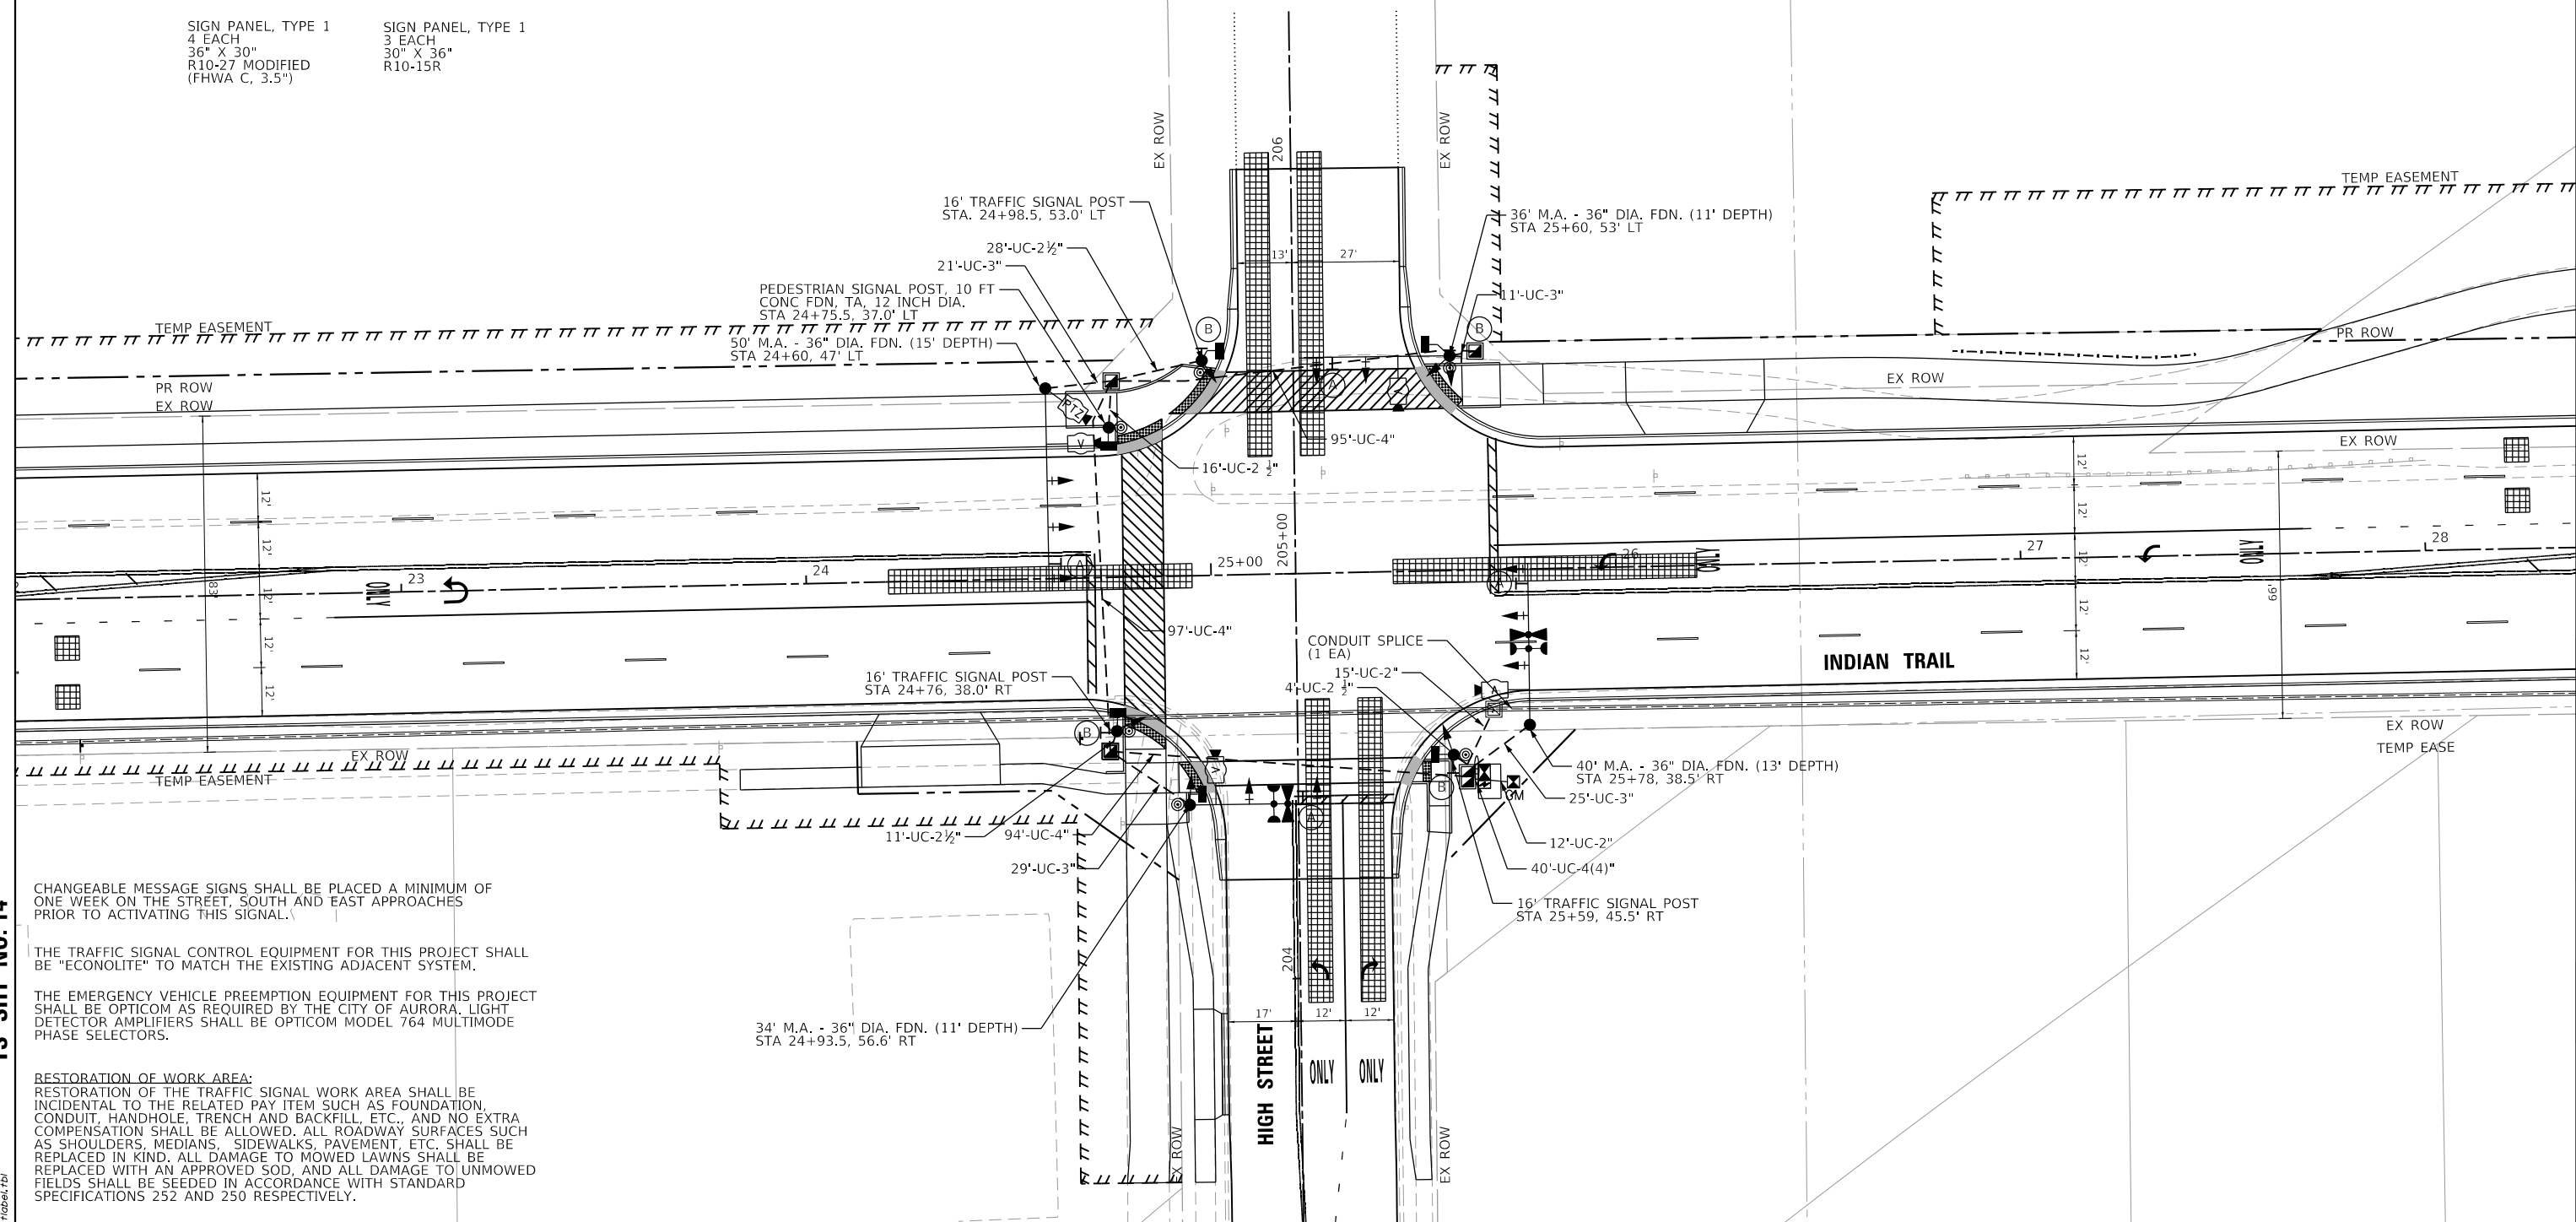 SIGN PANEL, TYPE 1
4 EACH
36" X 30"
R10-27 MODIFIED
(FHWA C, 3.5")
SIGN PANEL, TYPE 1
3 EACH
30" X 36"
R10-15R
EX ROW
206
EX ROW
TEMP EASEMENT
16' TRAFFIC SIGNAL POST
STA. 24+98.5, 53.0' LT
36' M.A. - 36" DIA. FDN. (11' DEPTH)
STA 25+60, 53' LT
28'-UC-2½"
21'-UC-3"
13'
27'
PEDESTRIAN SIGNAL POST, 10 FT
CONC FDN, TA, 12 INCH DIA.
STA 24+75.5, 37.0' LT
11'-UC-3"
TEMP EASEMENT
B
B
50' M.A. - 36" DIA. FDN. (15' DEPTH)
STA 24+60, 47' LT
PR ROW
PR ROW
EX ROW
EX ROW
A
PTZ
V
95'-UC-4"
EX ROW
16'-UC-2 ½"
12'
12'
12'
12'
205+00
12'
12'
12'
12'
83'
66'
23
24
25+00
26
27
28
ONLY
ONLY
ONLY
A
A
97'-UC-4"
CONDUIT SPLICE
(1 EA)
INDIAN TRAIL
16' TRAFFIC SIGNAL POST
STA 24+76, 38.0' RT
15'-UC-2"
4'-UC-2 ½"
EX ROW
TEMP EASE
B
EX ROW
TEMP EASEMENT
40' M.A. - 36" DIA. FDN. (13' DEPTH)
STA 25+78, 38.5' RT
B
GM
25'-UC-3"
A
11'-UC-2½"
94'-UC-4"
12'-UC-2"
29'-UC-3"
40'-UC-4(4)"
16' TRAFFIC SIGNAL POST
STA 25+59, 45.5' RT
CHANGEABLE MESSAGE SIGNS SHALL BE PLACED A MINIMUM OF
ONE WEEK ON THE STREET, SOUTH AND EAST APPROACHES
PRIOR TO ACTIVATING THIS SIGNAL.
THE TRAFFIC SIGNAL CONTROL EQUIPMENT FOR THIS PROJECT SHALL
BE "ECONOLITE" TO MATCH THE EXISTING ADJACENT SYSTEM.
THE EMERGENCY VEHICLE PREEMPTION EQUIPMENT FOR THIS PROJECT
SHALL BE OPTICOM AS REQUIRED BY THE CITY OF AURORA. LIGHT
DETECTOR AMPLIFIERS SHALL BE OPTICOM MODEL 764 MULTIMODE
PHASE SELECTORS.
204
34' M.A. - 36" DIA. FDN. (11' DEPTH)
STA 24+93.5, 56.6' RT
17'
12'
12'
HIGH STREET
ONLY
ONLY
EX ROW
EX ROW
RESTORATION OF WORK AREA:
RESTORATION OF THE TRAFFIC SIGNAL WORK AREA SHALL BE
INCIDENTAL TO THE RELATED PAY ITEM SUCH AS FOUNDATION,
CONDUIT, HANDHOLE, TRENCH AND BACKFILL, ETC., AND NO EXTRA
COMPENSATION SHALL BE ALLOWED. ALL ROADWAY SURFACES SUCH
AS SHOULDERS, MEDIANS, SIDEWALKS, PAVEMENT, ETC. SHALL BE
REPLACED IN KIND. ALL DAMAGE TO MOWED LAWNS SHALL BE
REPLACED WITH AN APPROVED SOD, AND ALL DAMAGE TO UNMOWED
FIELDS SHALL BE SEEDED IN ACCORDANCE WITH STANDARD
SPECIFICATIONS 252 AND 250 RESPECTIVELY.